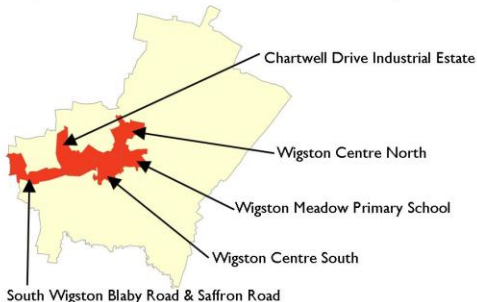 Chartwell Drive Industrial Estate
Wigston Centre North
Wigston Meadow Primary School
Wigston Centre South
South Wigston Blaby Road & Saffron Road